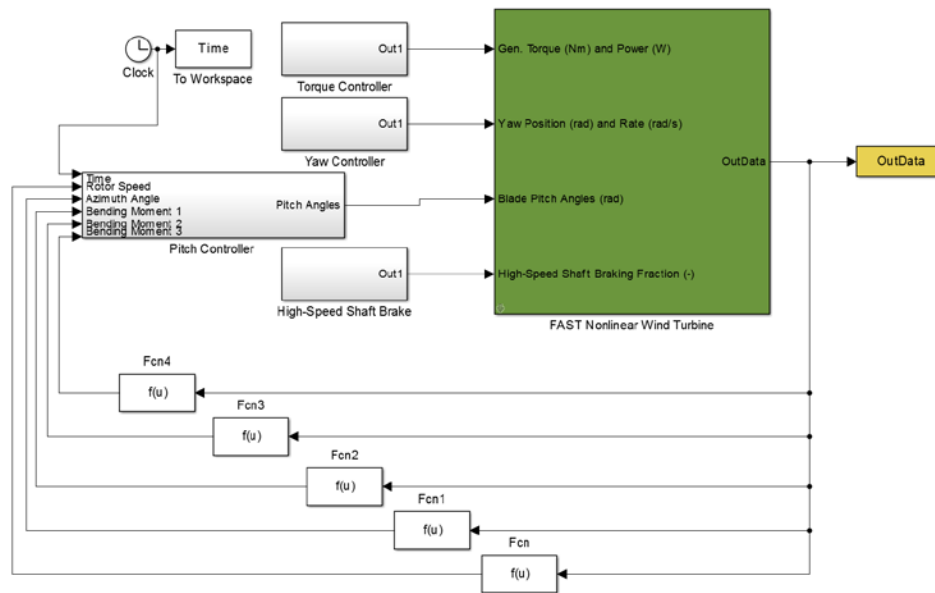 Time
Clock
To Workspace
Out1
Torque Controller
Out1
Yaw Controller
Time
Rotor Speed
Azimuth Angle
Bending Moment 1
Bending Moment 2
Bending Moment 3
Pitch Angles
Pitch Controller
Out1
High-Speed Shaft Brake
Gen. Torque (Nm) and Power (W)
Yaw Position (rad) and Rate (rad/s)
Blade Pitch Angles (rad)
High-Speed Shaft Braking Fraction (-)
OutData
FAST Nonlinear Wind Turbine
OutData
Fcn4
f(u)
Fcn3
f(u)
Fcn2
f(u)
Fcn1
f(u)
Fcn
f(u)